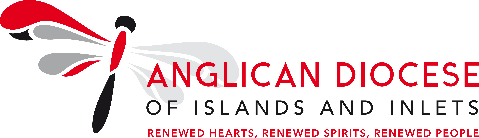 ANGLICAN DIOCESE
OF ISLANDS AND INLETS
RENEWED HEARTS, RENEWED SPIRITS, RENEWED PEOPLE